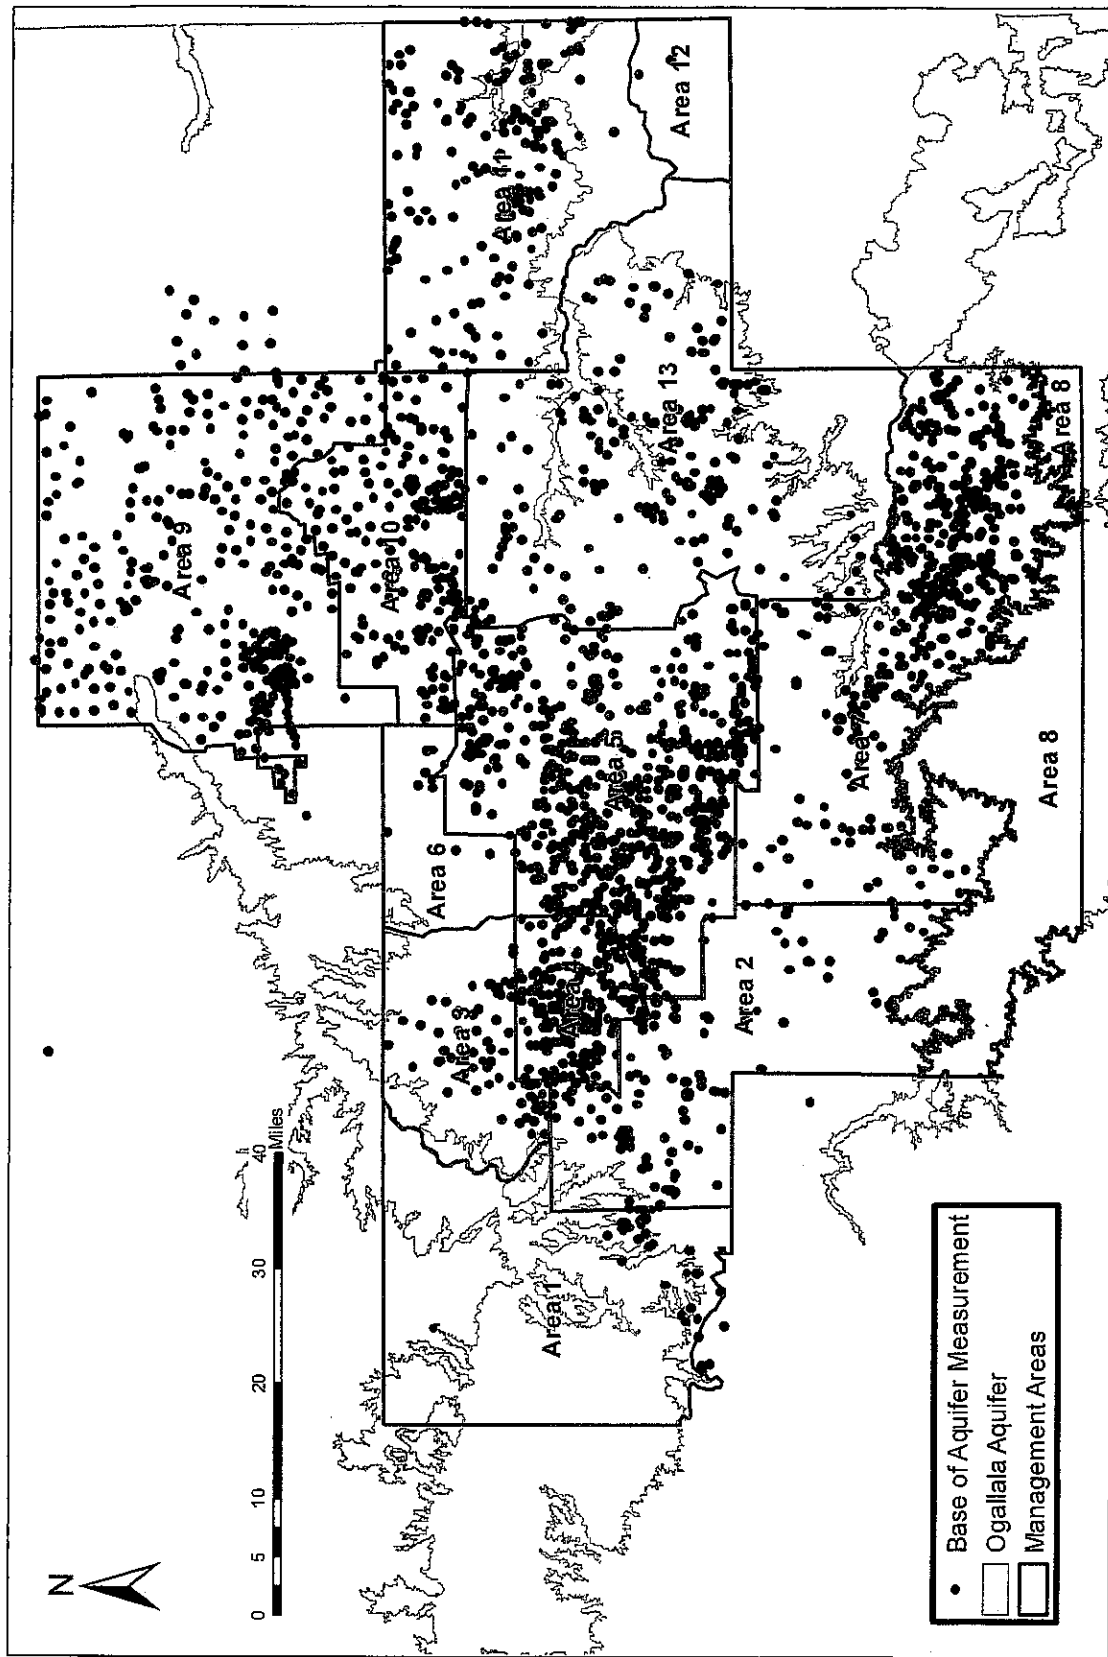 N
0 5 10 20 30 40
Miles
Area 1
Area 2
Area 3
Area 4
Area 5
Area 6
Area 7
Area 8
Area 8
Area 9
Area 10
Area 11
Area 12
Area 13
Base of Aquifer Measurement
Ogallala Aquifer
Management Areas